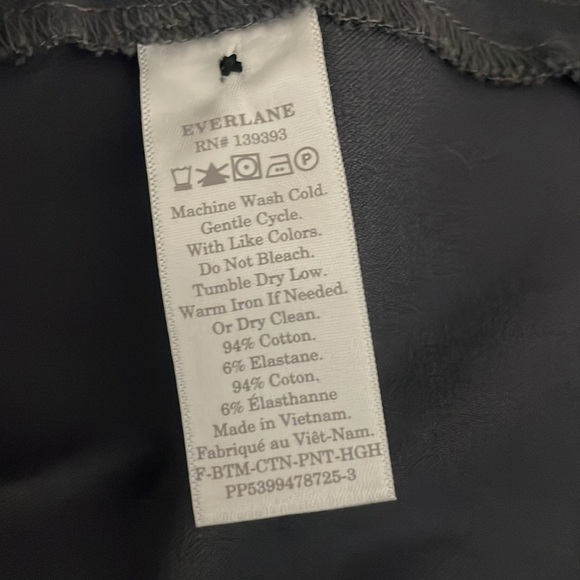 EVERLANE
RN# 139393
P
Machine Wash Cold.
Gentle Cycle.
With Like Colors.
Do Not Bleach.
Tumble Dry Low.
Warm Iron If Needed.
Or Dry Clean.
94% Cotton.
6% Elastane.
94% Coton.
6% Élasthanne
Made in Vietnam.
Fabriqué au Viêt-Nam.
F-BTM-CTN-PNT-HGH
PP5399478725-3